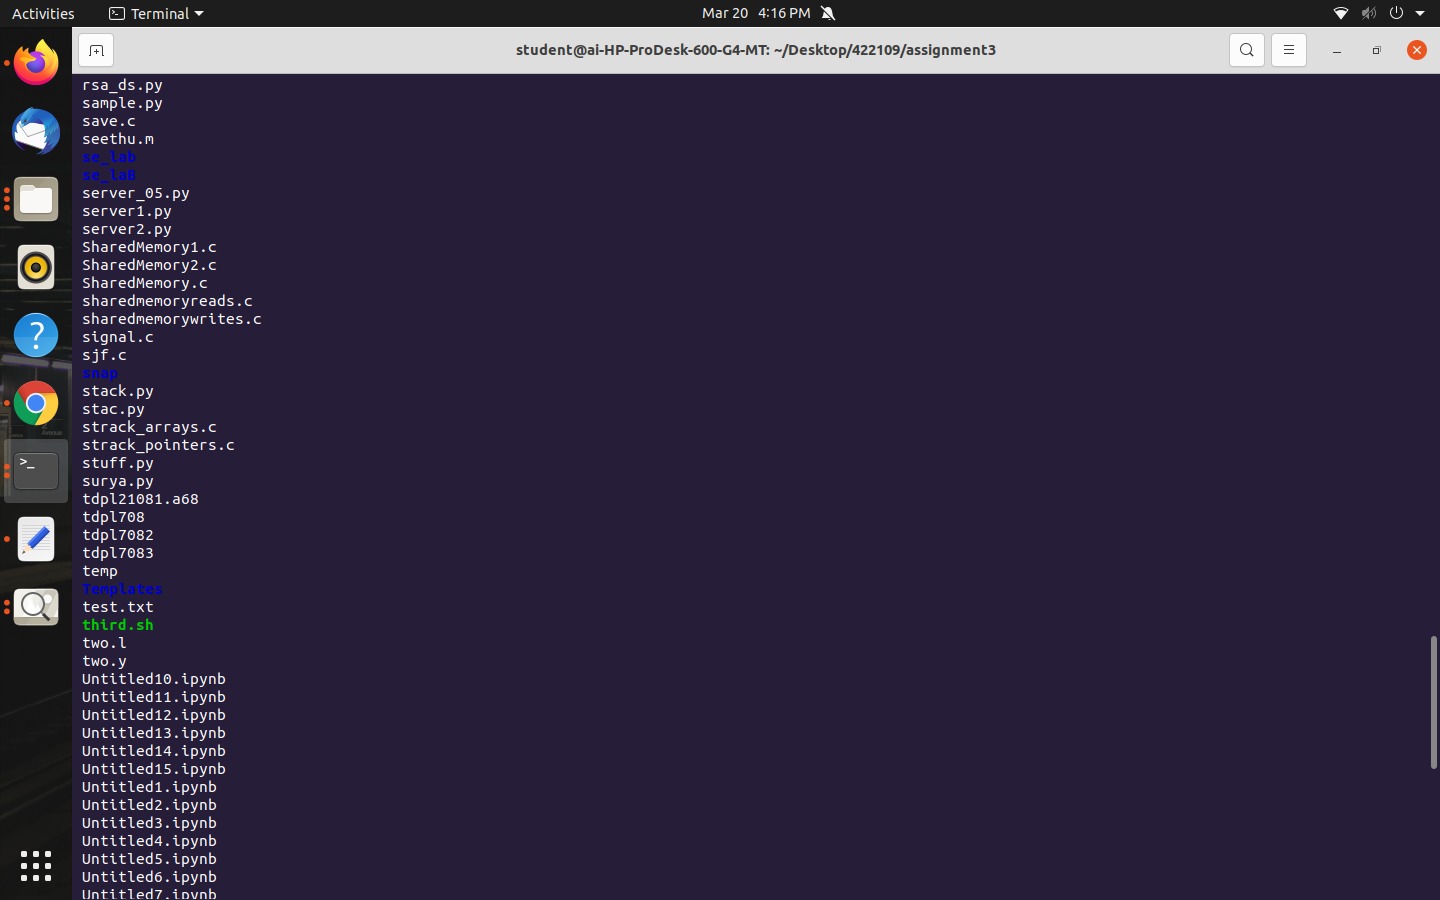 Activities Terminal Mar 20 4:16 PM
student@ai-HP-ProDesk-600-G4-MT: ~/Desktop/422109/assignment3
rsa_ds.py
sample.py
save.c
seethu.m
se_lab
se_laB
server_05.py
server1.py
server2.py
SharedMemory1.c
SharedMemory2.c
SharedMemory.c
sharedmemoryreads.c
sharedmemorywrites.c
signal.c
sjf.c
snap
stack.py
stac.py
strack_arrays.c
strack_pointers.c
stuff.py
surya.py
tdpl21081.a68
tdpl708
tdpl7082
tdpl7083
temp
Templates
test.txt
third.sh
two.l
two.y
Untitled10.ipynb
Untitled11.ipynb
Untitled12.ipynb
Untitled13.ipynb
Untitled14.ipynb
Untitled15.ipynb
Untitled1.ipynb
Untitled2.ipynb
Untitled3.ipynb
Untitled4.ipynb
Untitled5.ipynb
Untitled6.ipynb
Untitled7.ipynb